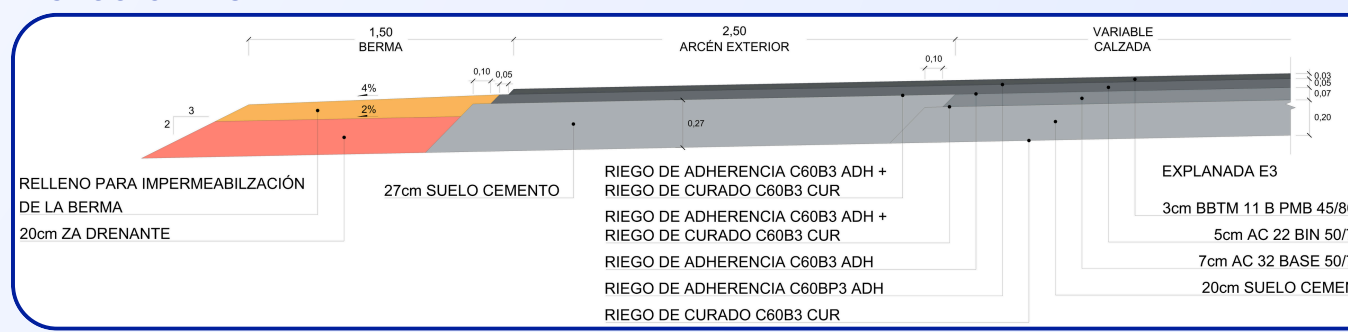 1,50
BERMA
2,50
ARCÉN EXTERIOR
VARIABLE
CALZADA
0,10
0,05
0,10
0,03
0,05
0,07
0,20
4%
2%
3
2
0,27
RELLENO PARA IMPERMEABILZACIÓN
DE LA BERMA
20cm ZA DRENANTE
27cm SUELO CEMENTO
RIEGO DE ADHERENCIA C60B3 ADH +
RIEGO DE CURADO C60B3 CUR
RIEGO DE ADHERENCIA C60B3 ADH +
RIEGO DE CURADO C60B3 CUR
RIEGO DE ADHERENCIA C60B3 ADH
RIEGO DE ADHERENCIA C60BP3 ADH
RIEGO DE CURADO C60B3 CUR
EXPLANADA E3
3cm BBTM 11 B PMB 45/8
5cm AC 22 BIN 50/
7cm AC 32 BASE 50/
20cm SUELO CEME